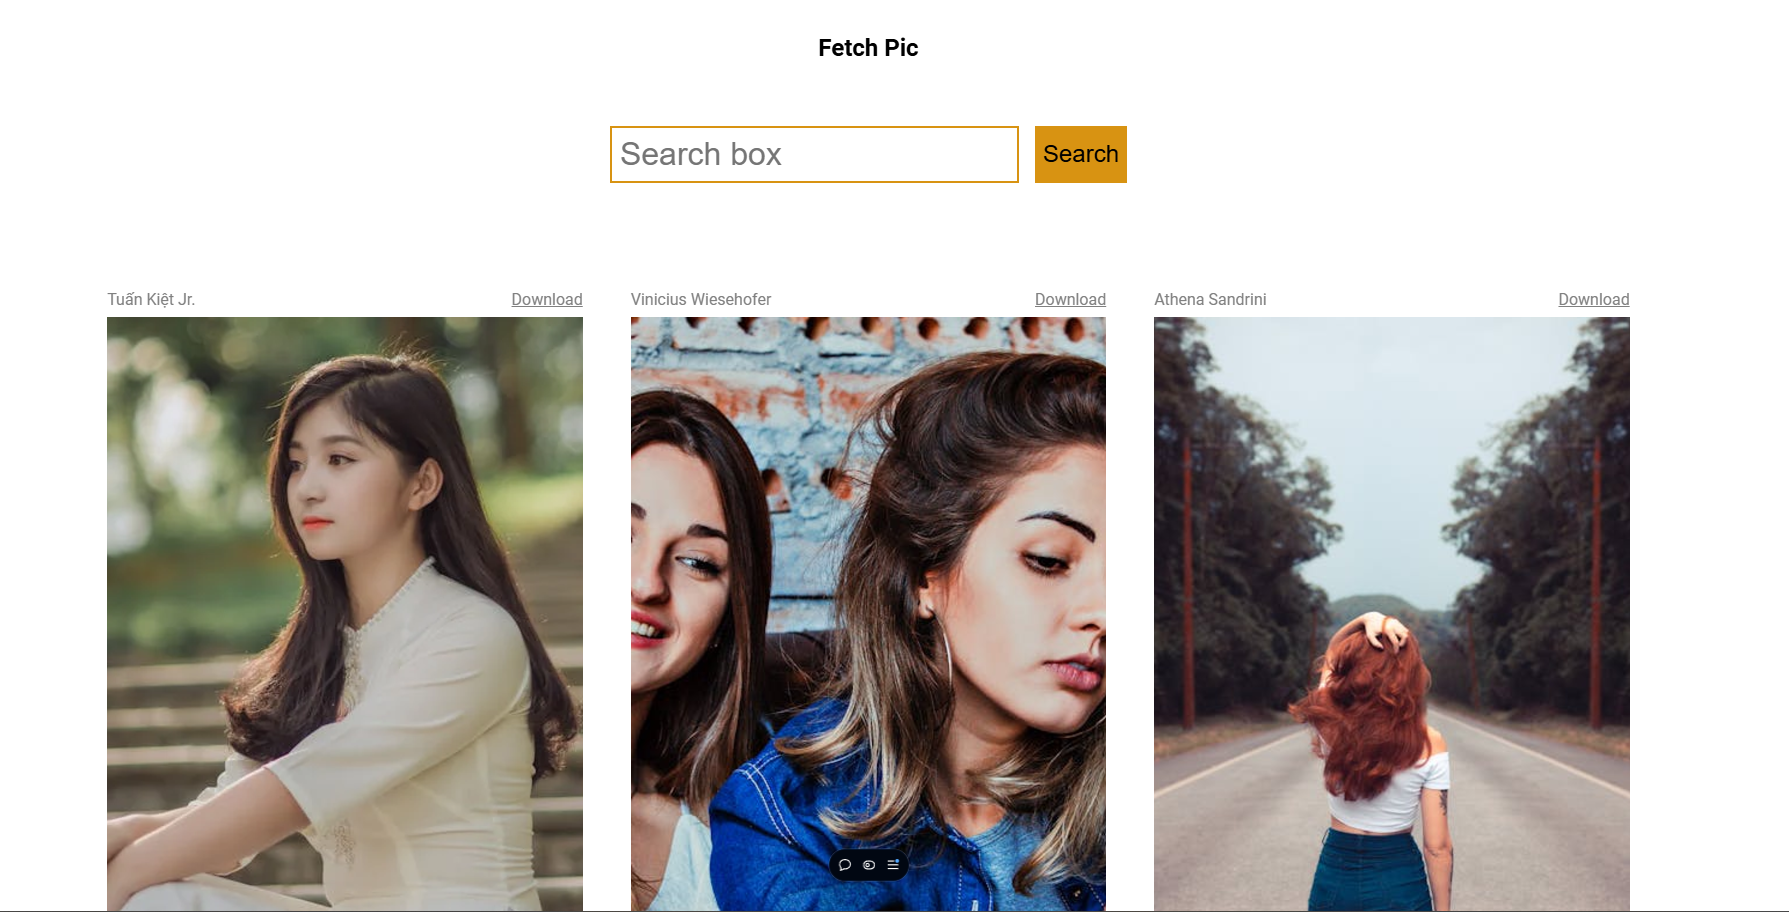 Fetch Pic
Search box
Search
Tuấn Kiệt Jr.
Download
Vinicius Wiesehofer
Download
Athena Sandrini
Download